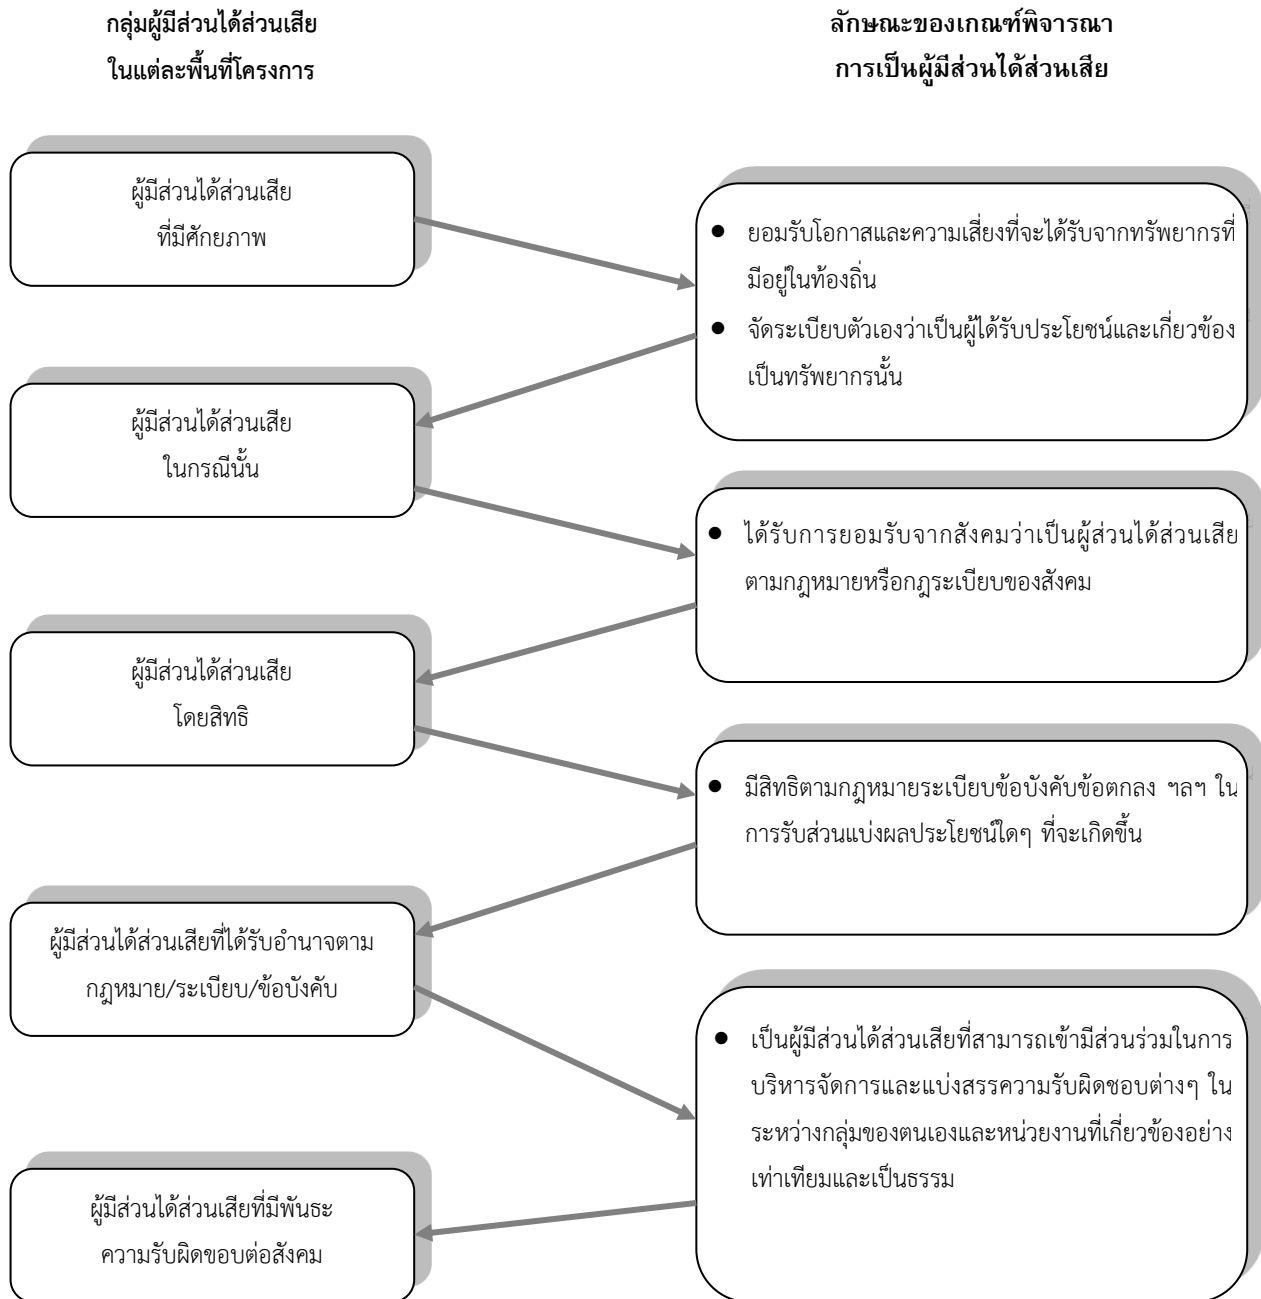 กลุ่มผู้มีส่วนได้ส่วนเสีย
ในแต่ละพื้นที่โครงการ
ลักษณะของเกณฑ์พิจารณา
การเป็นผู้มีส่วนได้ส่วนเสีย
ผู้มีส่วนได้ส่วนเสีย
ที่มีศักยภาพ
● ยอมรับโอกาสและความเสี่ยงที่จะได้รับจากทรัพยากรที่
มีอยู่ในท้องถิ่น
● จัดระเบียบตัวเองว่าเป็นผู้ได้รับประโยชน์และเกี่ยวข้อง
เป็นทรัพยากรนั้น
ผู้มีส่วนได้ส่วนเสีย
ในกรณีนั้น
● ได้รับการยอมรับจากสังคมว่าเป็นผู้ส่วนได้ส่วนเสีย
ตามกฎหมายหรือกฎระเบียบของสังคม
ผู้มีส่วนได้ส่วนเสีย
โดยสิทธิ
● มีสิทธิตามกฎหมายระเบียบข้อบังคับข้อตกลง ฯลฯ ใน
การรับส่วนแบ่งผลประโยชน์ใดๆ ที่จะเกิดขึ้น
ผู้มีส่วนได้ส่วนเสียที่ได้รับอำนาจตาม
กฎหมาย/ระเบียบ/ข้อบังคับ
● เป็นผู้มีส่วนได้ส่วนเสียที่สามารถเข้ามีส่วนร่วมในการ
บริหารจัดการและแบ่งสรรความรับผิดชอบต่างๆ ใน
ระหว่างกลุ่มของตนเองและหน่วยงานที่เกี่ยวข้องอย่าง
เท่าเทียมและเป็นธรรม
ผู้มีส่วนได้ส่วนเสียที่มีพันธะ
ความรับผิดขอบต่อสังคม